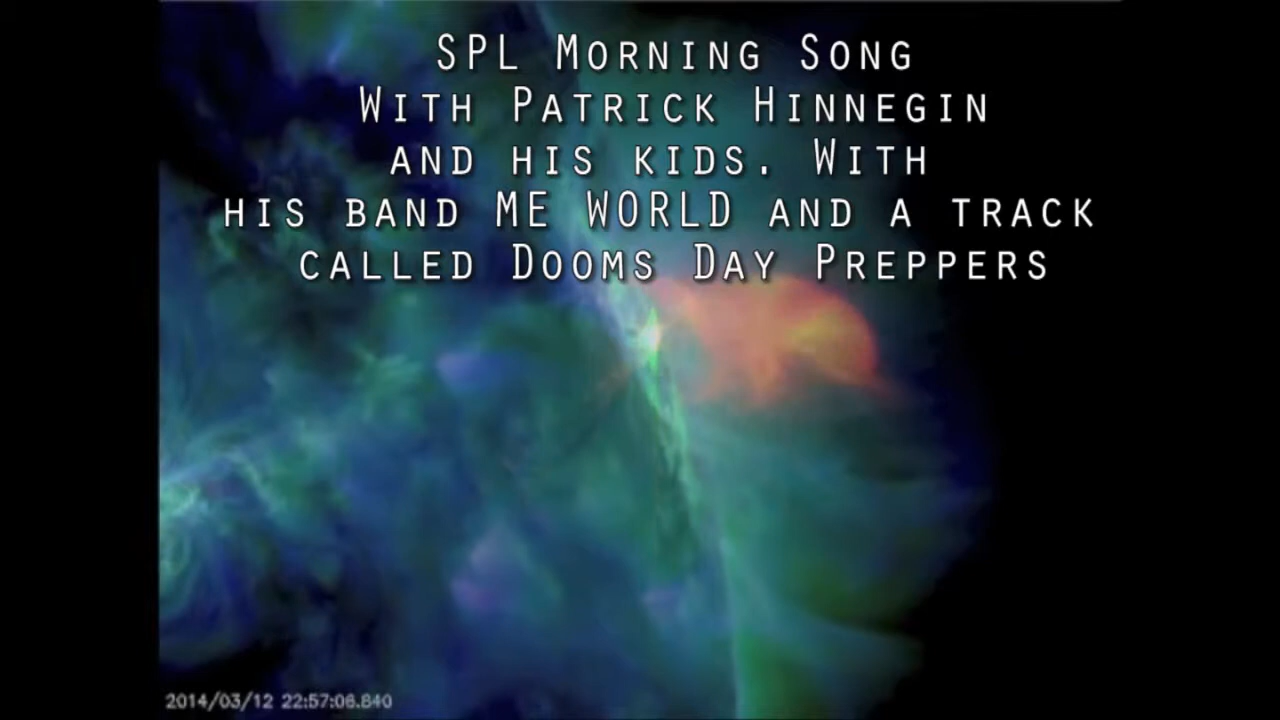 SPL Morning Song
With Patrick Hinnegin
and his kids. With
his band ME WORLD and a track
called Dooms Day Preppers
2014/03/12 22:57:06.840